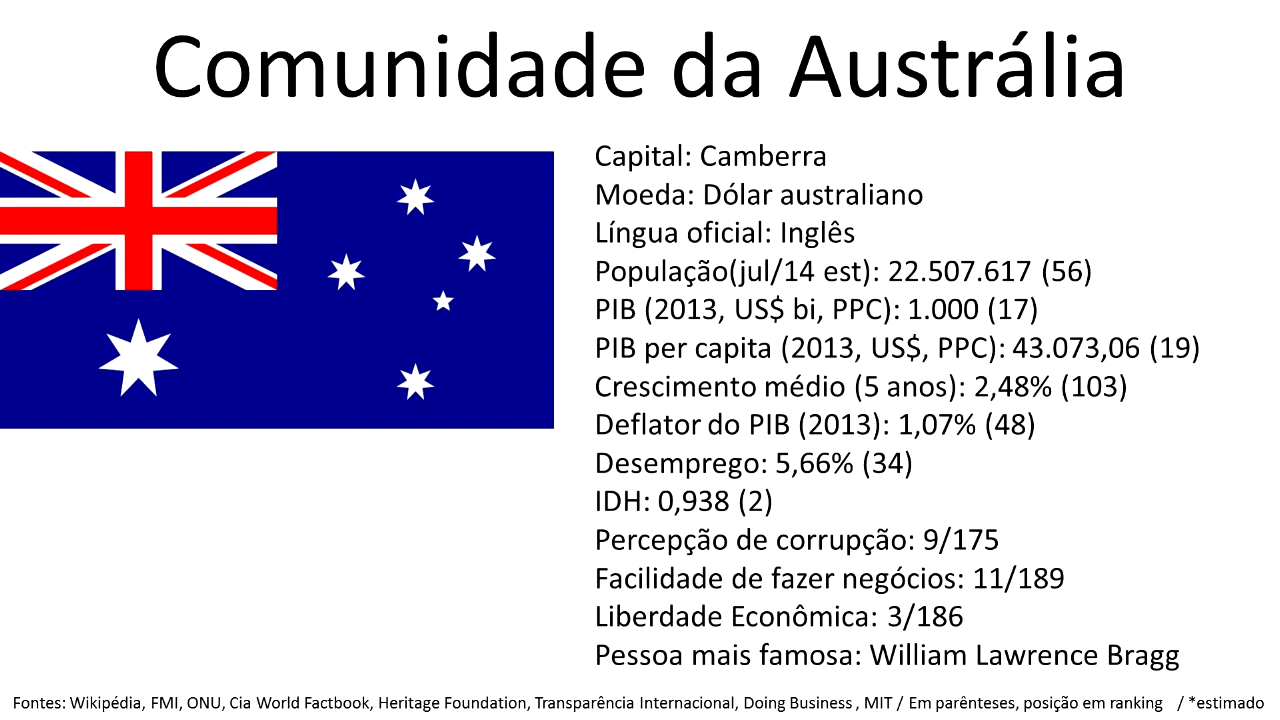 Comunidade da Austrália
Capital: Camberra
Moeda: Dólar australiano
Língua oficial: Inglês
População(jul/14 est): 22.507.617 (56)
PIB (2013, US$ bi, PPC): 1.000 (17)
PIB per capita (2013, US$, PPC): 43.073,06 (19)
Crescimento médio (5 anos): 2,48% (103)
Deflator do PIB (2013): 1,07% (48)
Desemprego: 5,66% (34)
IDH: 0,938 (2)
Percepção de corrupção: 9/175
Facilidade de fazer negócios: 11/189
Liberdade Econômica: 3/186
Pessoa mais famosa: William Lawrence Bragg
Fontes: Wikipédia, FMI, ONU, Cia World Factbook, Heritage Foundation, Transparência Internacional, Doing Business , MIT / Em parênteses, posição em ranking / *estimado